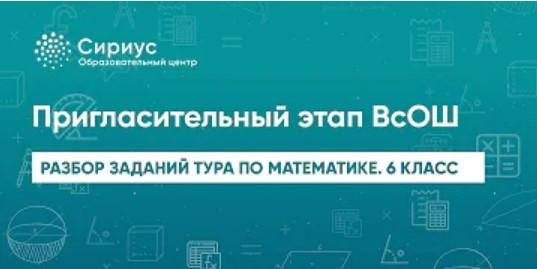 Сириус
Образовательный центр
Пригласительный этап ВсОШ
РАЗБОР ЗАДАНИЙ ТУРА ПО МАТЕМАТИКЕ. 6 КЛАСС